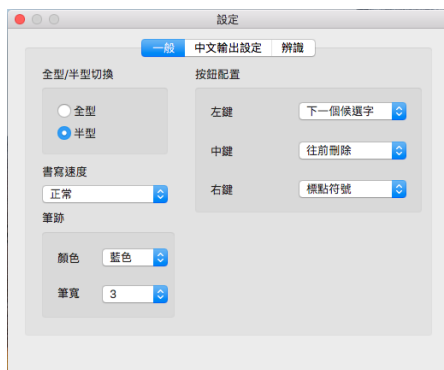 設定
一般 中文輸出設定 辨識
全型/半型切換
全型
半型
書寫速度
正常
筆跡
顏色 藍色
筆寬 3
按鈕配置
左鍵 下一個候選字
中鍵 往前刪除
右鍵 標點符號